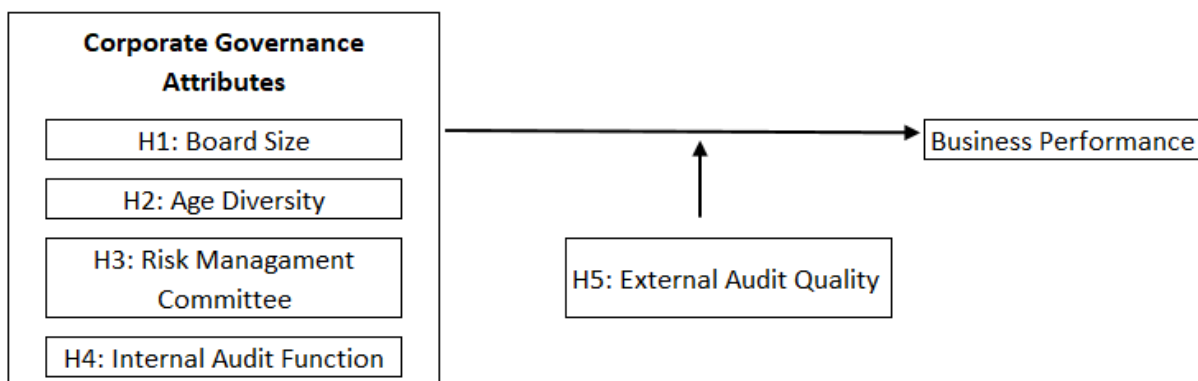 Corporate Governance
Attributes
H1: Board Size
H2: Age Diversity
H3: Risk Managament
Committee
H4: Internal Audit Function
Business Performance
H5: External Audit Quality